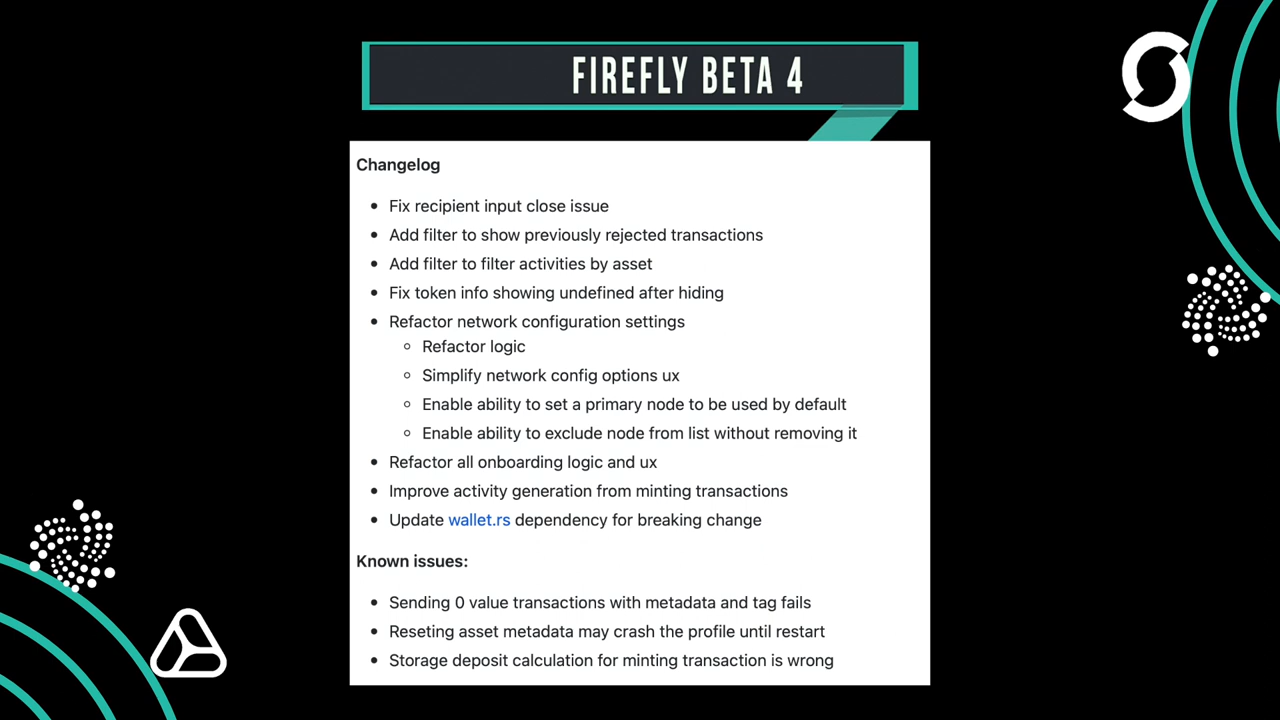 FIREFLY BETA 4
Changelog
Fix recipient input close issue
Add filter to show previously rejected transactions
Add filter to filter activities by asset
Fix token info showing undefined after hiding
Refactor network configuration settings
Refactor logic
Simplify network config options ux
Enable ability to set a primary node to be used by default
Enable ability to exclude node from list without removing it
Refactor all onboarding logic and ux
Improve activity generation from minting transactions
Update wallet.rs dependency for breaking change
Known issues:
Sending 0 value transactions with metadata and tag fails
Reseting asset metadata may crash the profile until restart
Storage deposit calculation for minting transaction is wrong